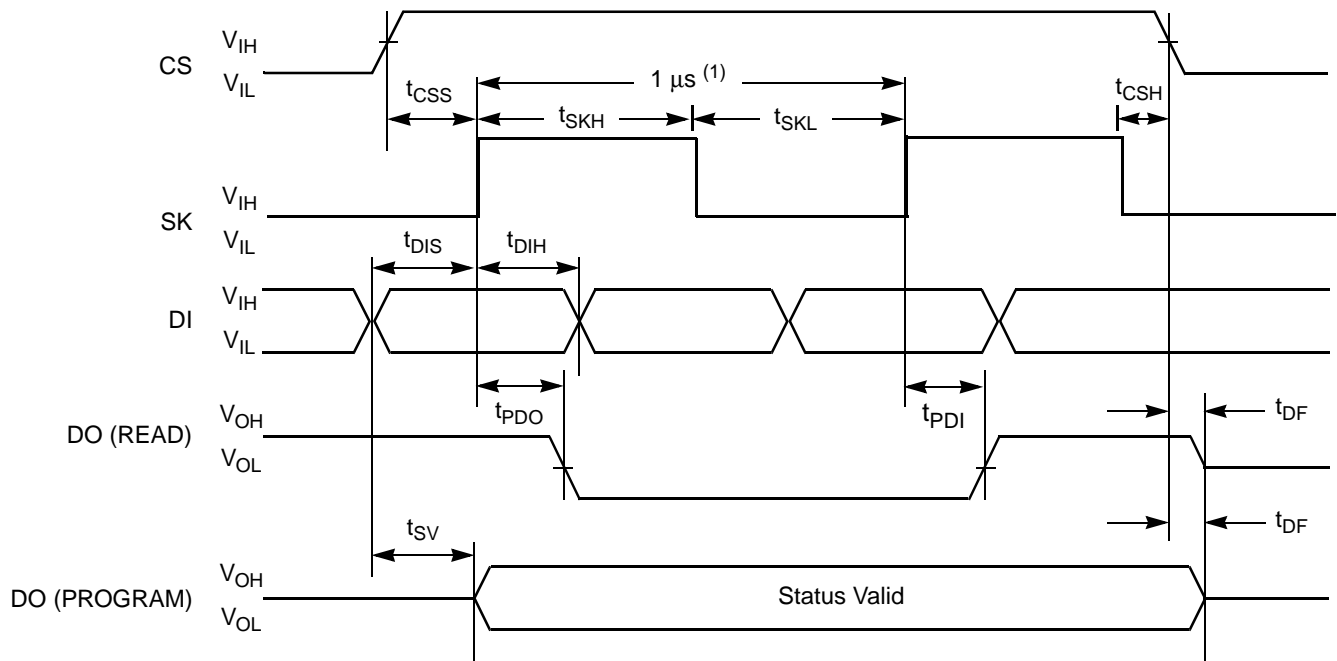 CS
V_IH
V_IL
1 μs (1)
t_CSS
t_SKH
t_SKL
t_CSH
SK
V_IH
V_IL
t_DIS
t_DIH
DI
V_IH
V_IL
t_PDO
t_PDI
t_DF
DO (READ)
V_OH
V_OL
t_SV
t_DF
DO (PROGRAM)
V_OH
V_OL
Status Valid